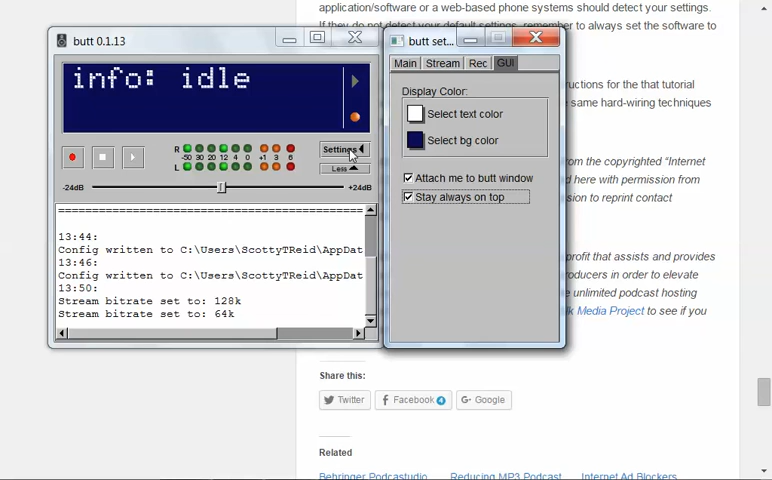 application/software or a web-based phone systems should detect your settings.
If they do not detect your default settings, remember to always set the software to
butt 0.1.13
butt set...
info: idle
Main Stream Rec GUI
Display Color:
Select text color
Select bg color
Attach me to butt window
Stay always on top
R
-50 30 20 12 4 0 +1 3 6
L
Settings
Less
-24dB
+24dB
13:44:
Config written to C:\Users\ScottyTReid\AppDat
13:46:
Config written to C:\Users\ScottyTReid\AppDat
13:50:
Stream bitrate set to: 128k
Stream bitrate set to: 64k
uctions for the that tutorial
e same hard-wiring techniques
rom the copyrighted “Internet
d here with permission from
sion to reprint contact
profit that assists and provides
oducers in order to elevate
e unlimited podcast hosting
lk Media Project to see if you
Share this:
Twitter
Facebook 4
Google
Related
Behringer Podcastudio
Reducing MP3 Podcast
Internet Ad Blockers